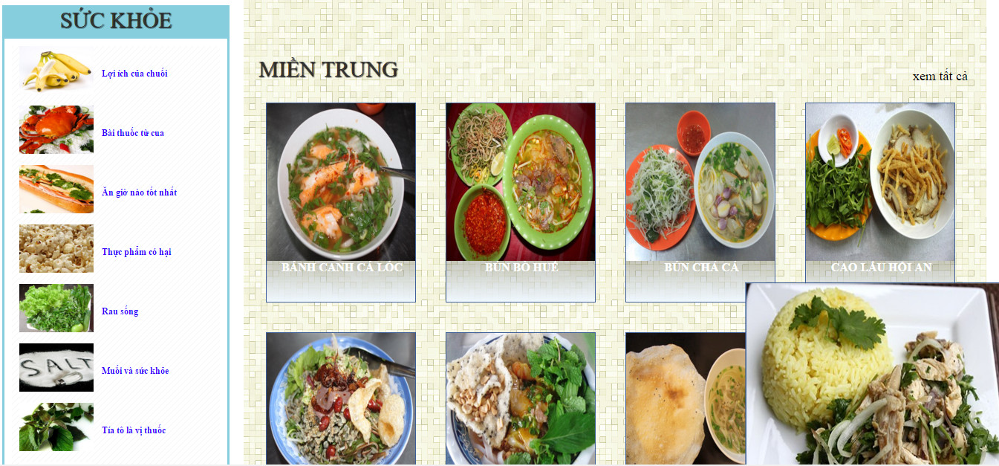 SỨC KHỎE
Lợi ích của chuối
Bài thuốc từ cua
Ăn giờ nào tốt nhất
Thực phẩm có hại
Rau sống
SALT
Muối và sức khỏe
Tía tô là vị thuốc
MIỀN TRUNG
xem tất cả
BÁNH CANH CÁ LÓC
BÚN BÒ HUẾ
BÚN CHẢ CÁ
CAO LẦU HỘI AN